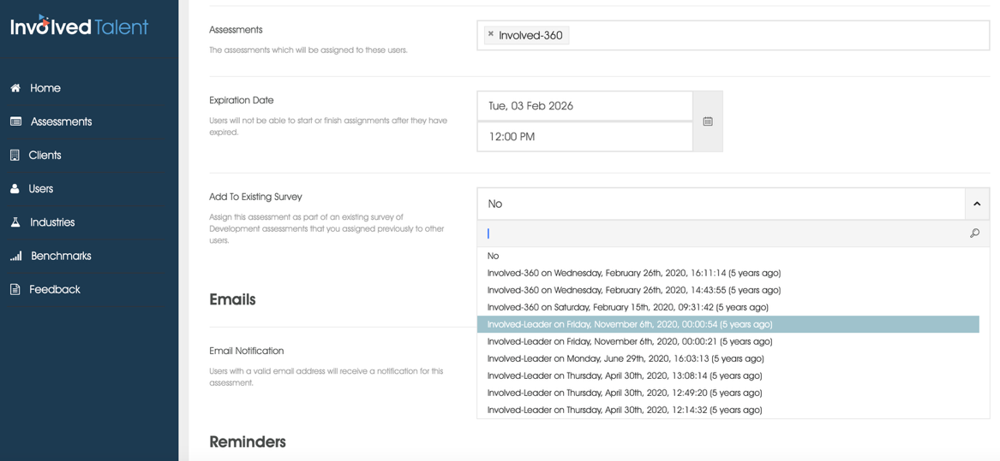 Involved Talent
Home
Assessments
Clients
Users
Industries
Benchmarks
Feedback
Assessments
The assessments which will be assigned to these users.
× Involved-360
Expiration Date
Users will not be able to start or finish assignments after they have
expired.
Tue, 03 Feb 2026
12:00 PM
Add To Existing Survey
Assign this assessment as part of an existing survey of
Development assessments that you assigned previously to other
users.
No
No
Involved-360 on Wednesday, February 26th, 2020, 16:11:14 (5 years ago)
Involved-360 on Wednesday, February 26th, 2020, 14:43:55 (5 years ago)
Involved-360 on Saturday, February 15th, 2020, 09:31:42 (5 years ago)
Involved-Leader on Friday, November 6th, 2020, 00:00:54 (5 years ago)
Involved-Leader on Friday, November 6th, 2020, 00:00:21 (5 years ago)
Involved-Leader on Monday, June 29th, 2020, 16:03:13 (5 years ago)
Involved-Leader on Thursday, April 30th, 2020, 13:08:14 (5 years ago)
Involved-Leader on Thursday, April 30th, 2020, 12:49:20 (5 years ago)
Involved-Leader on Thursday, April 30th, 2020, 12:14:32 (5 years ago)
Emails
Email Notification
Users with a valid email address will receive a notification for this
assessment.
Reminders